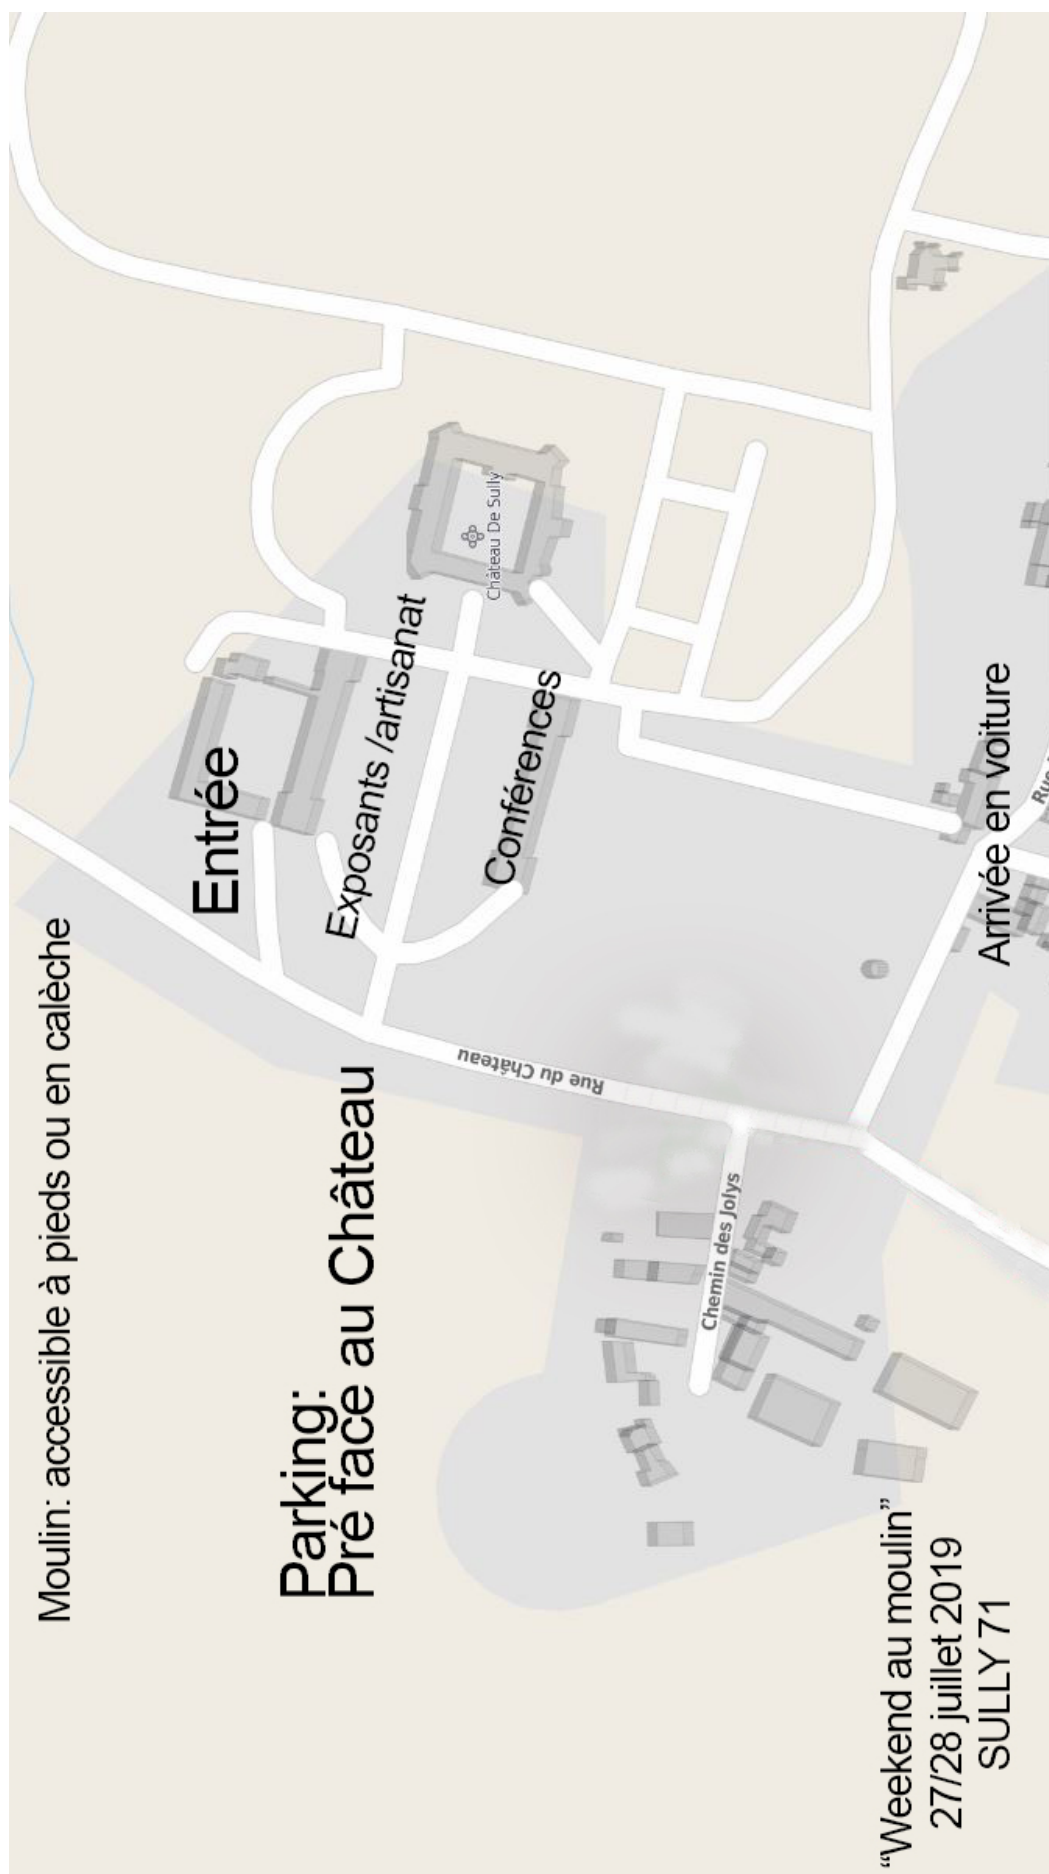 Moulin: accessible à pieds ou en calèche
Entrée
Parking:
Pré face au Château
Exposants /artisanat
Château De Sully
Conférences
Rue du Château
Chemin des Jolys
"Weekend au moulin"
27/28 juillet 2019
SULLY 71
Arrivée en voiture
Rue